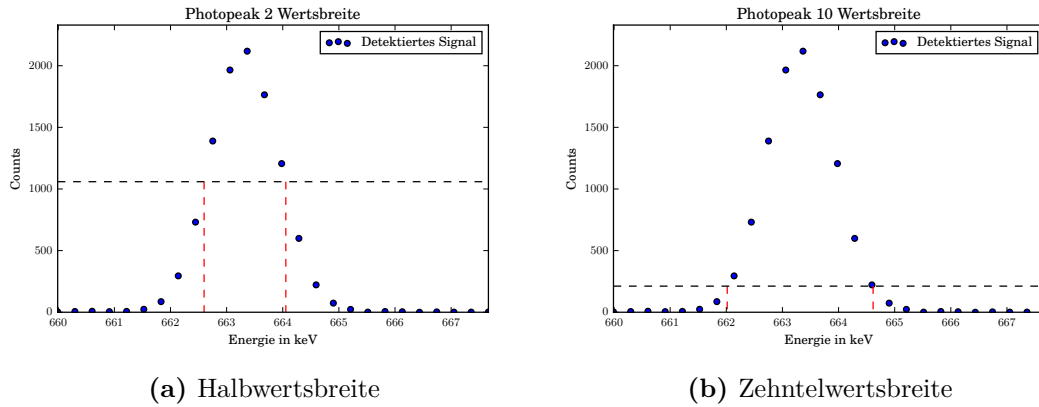 Photopeak 2 Wertsbreite
Detektiertes Signal
2000
1500
1000
500
0
Counts
660 661 662 663 664 665 666 667
Energie in keV
(a) Halbwertsbreite
Photopeak 10 Wertsbreite
Detektiertes Signal
2000
1500
1000
500
0
Counts
660 661 662 663 664 665 666 667
Energie in keV
(b) Zehntelwertsbreite